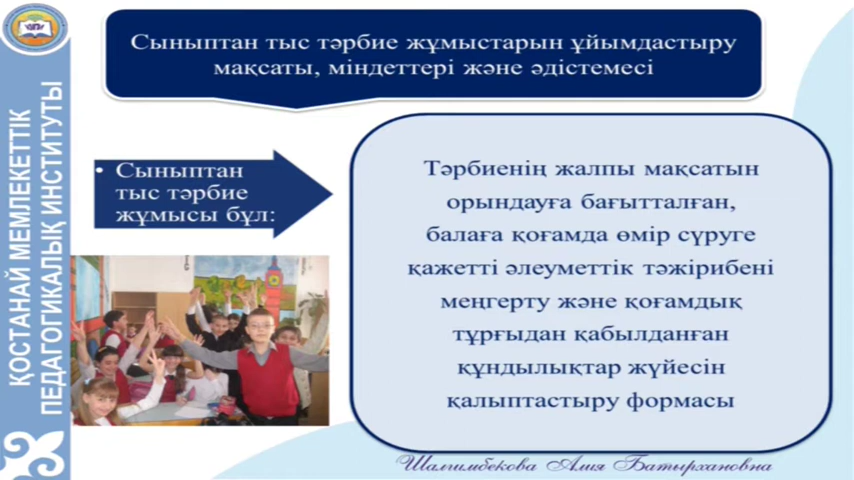 Сыныптан тыс тәрбие жұмыстарын ұйымдастыру
мақсаты, міндеттері және әдістемесі
ҚОСТАНАЙ МЕМЛЕКЕТТІК
ПЕДАГОГИКАЛЫҚ ИНСТИТУТЫ
• Сыныптан
тыс тәрбие
жұмысы бұл:
Тәрбиенің жалпы мақсатын
орындауға бағытталған,
балаға қоғамда өмір сүруге
қажетті әлеуметтік тәжірибені
меңгерту және қоғамдық
тұрғыдан қабылданған
құндылықтар жүйесін
қалыптастыру формасы
Шалгимбекова Алия Батырхановна